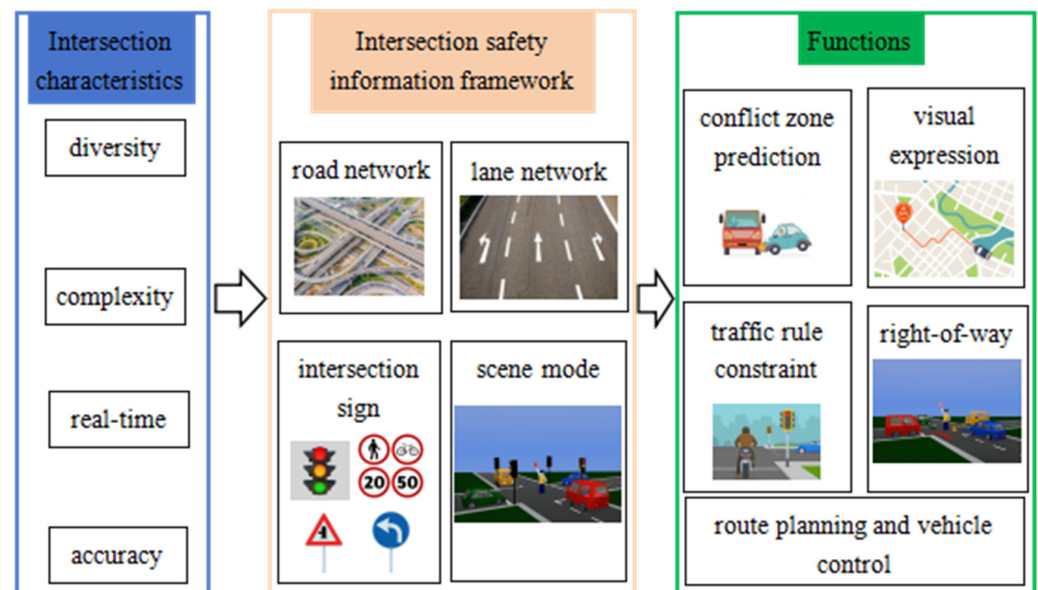 Intersection
characteristics
diversity
complexity
real-time
accuracy
Intersection safety
information framework
road network
lane network
intersection
sign
20
50
scene mode
Functions
conflict zone
prediction
visual
expression
traffic rule
constraint
right-of-way
route planning and vehicle
control